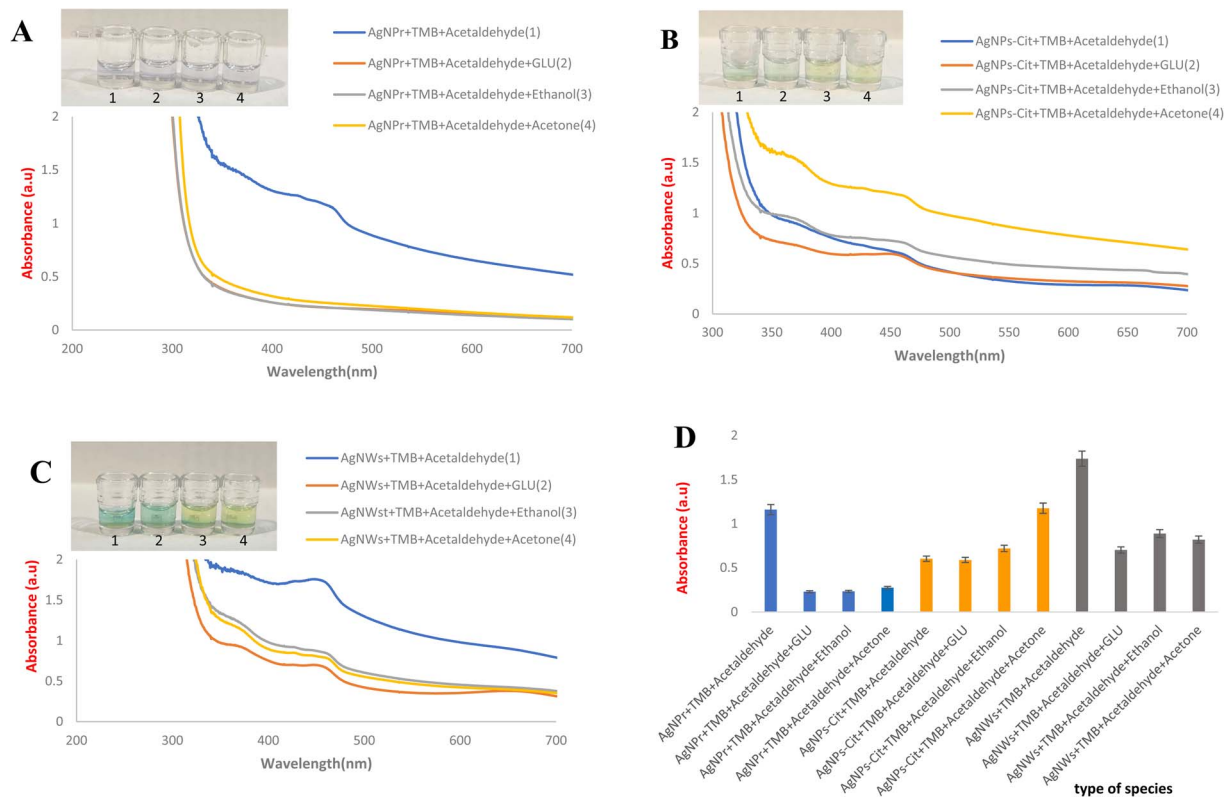 A
AgNPr+TMB+Acetaldehyde(1)
AgNPr+TMB+Acetaldehyde+GLU(2)
AgNPr+TMB+Acetaldehyde+Ethanol(3)
AgNPr+TMB+Acetaldehyde+Acetone(4)
1 2 3 4
Absorbance (a.u)
2
1.5
1
0.5
0
200 300 400 500 600 700
Wavelength(nm)
B
AgNPs-Cit+TMB+Acetaldehyde(1)
AgNPs-Cit+TMB+Acetaldehyde+GLU(2)
AgNPs-Cit+TMB+Acetaldehyde+Ethanol(3)
AgNPs-Cit+TMB+Acetaldehyde+Acetone(4)
1 2 3 4
Absorbance (a.u)
2
1.5
1
0.5
0
300 350 400 450 500 550 600 650 700
Wavelength(nm)
C
AgNWs+TMB+Acetaldehyde(1)
AgNWs+TMB+Acetaldehyde+GLU(2)
AgNWst+TMB+Acetaldehyde+Ethanol(3)
AgNWs+TMB+Acetaldehyde+Acetone(4)
1 2 3 4
Absorbance (a.u)
2
1.5
1
0.5
0
200 300 400 500 600 700
Wavelength(nm)
D
Absorbance (a.u)
2
1.5
1
0.5
0
AgNPr+TMB+Acetaldehyde
AgNPr+TMB+Acetaldehyde+GLU
AgNPr+TMB+Acetaldehyde+Ethanol
AgNPr+TMB+Acetaldehyde+Acetone
AgNPs-Cit+TMB+Acetaldehyde
AgNPs-Cit+TMB+Acetaldehyde+GLU
AgNPs-Cit+TMB+Acetaldehyde+Ethanol
AgNPs-Cit+TMB+Acetaldehyde+Acetone
AgNWs+TMB+Acetaldehyde
AgNWs+TMB+Acetaldehyde+GLU
AgNWs+TMB+Acetaldehyde+Ethanol
AgNWs+TMB+Acetaldehyde+Acetone
type of species